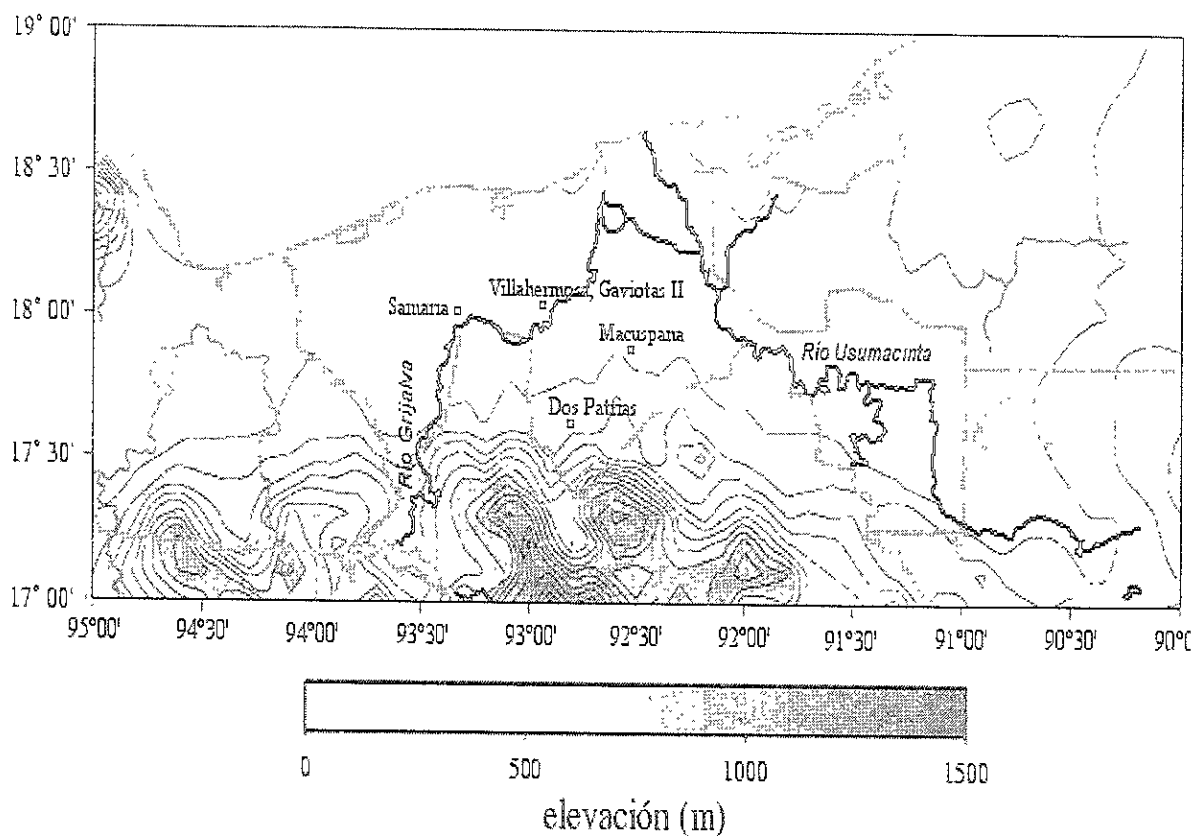 19° 00'
18° 30'
18° 00'
17° 30'
17° 00'
Samaria
Villahermosa, Gaviotas II
Macuspana
Dos Patrias
Río Grijalva
Río Usumacinta
95°00' 94°30' 94°00' 93°30' 93°00' 92°30' 92°00' 91°30' 91°00' 90°30' 90°0
0 500 1000 1500
elevación (m)